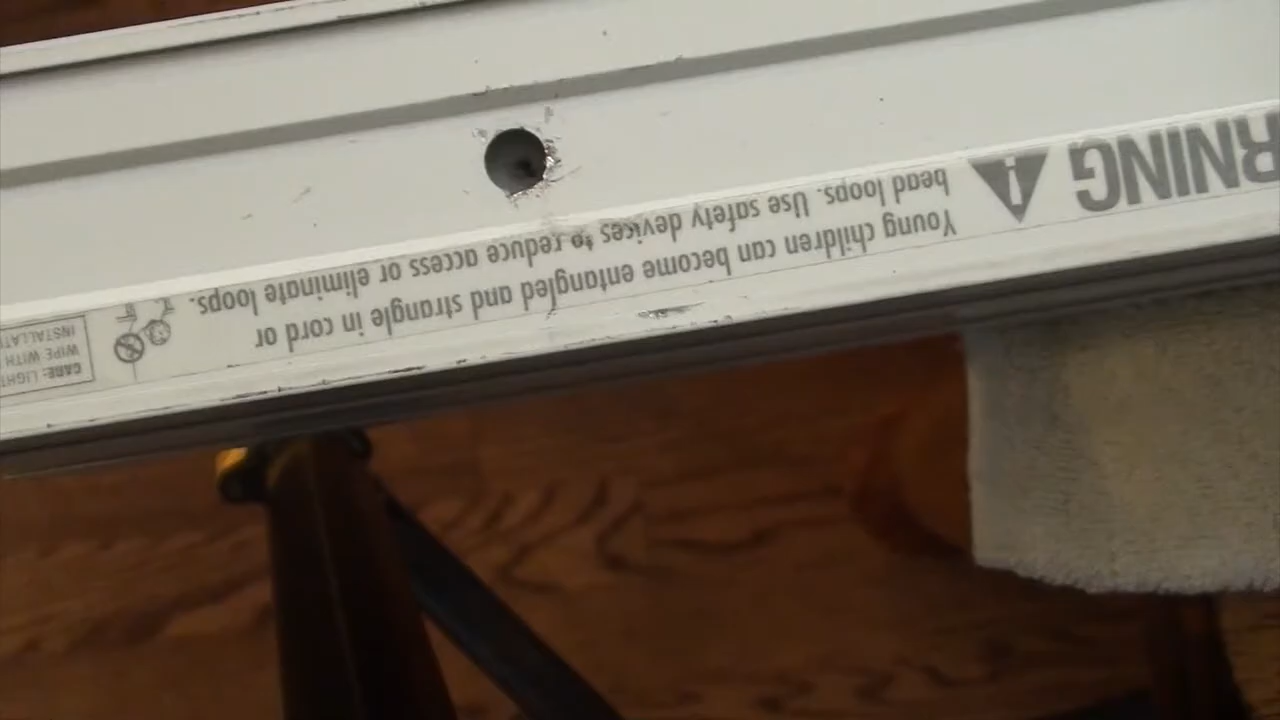 RNING
Young children can become entangled and strangle in cord or
bead loops. Use safety devices to reduce access or eliminate loops.
CARE: LIGHT
WIPE WITH
INSTALLAT